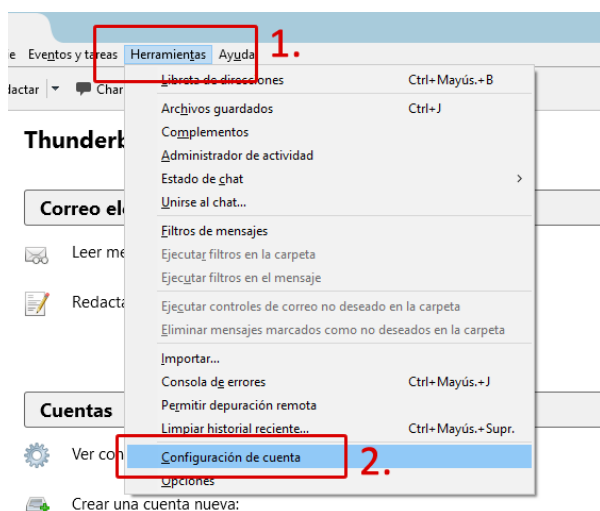 1.
Eventos y tareas Herramientas Ayuda
Char
Libreta de direcciones Ctrl+Mayús.+B
Archivos guardados Ctrl+J
Complementos
Administrador de actividad
Estado de chat >
Unirse al chat...
Filtros de mensajes
Ejecutar filtros en la carpeta
Ejecutar filtros en el mensaje
Ejecutar controles de correo no deseado en la carpeta
Eliminar mensajes marcados como no deseados en la carpeta
Importar...
Consola de errores Ctrl+Mayús.+J
Permitir depuración remota
Limpiar historial reciente... Ctrl+Mayús.+Supr.
Configuración de cuenta
2.
Opciones
Thunderb
Correo el
Leer me
Redacta
Cuentas
Ver con
Crear una cuenta nueva: